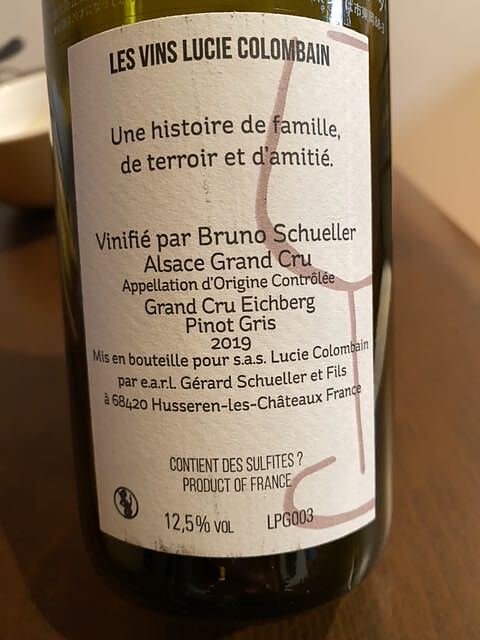 LES VINS LUCIE COLOMBAIN
Une histoire de famille,
de terroir et d'amitié.
Vinifié par Bruno Schueller
Alsace Grand Cru
Appellation d'Origine Contrôlée
Grand Cru Eichberg
Pinot Gris
2019
Mis en bouteille pour s.a.s. Lucie Colombain
par e.a.r.l. Gérard Schueller et Fils
à 68420 Husseren-les-Châteaux France
CONTIENT DES SULFITES ?
PRODUCT OF FRANCE
12,5% VOL LPG003